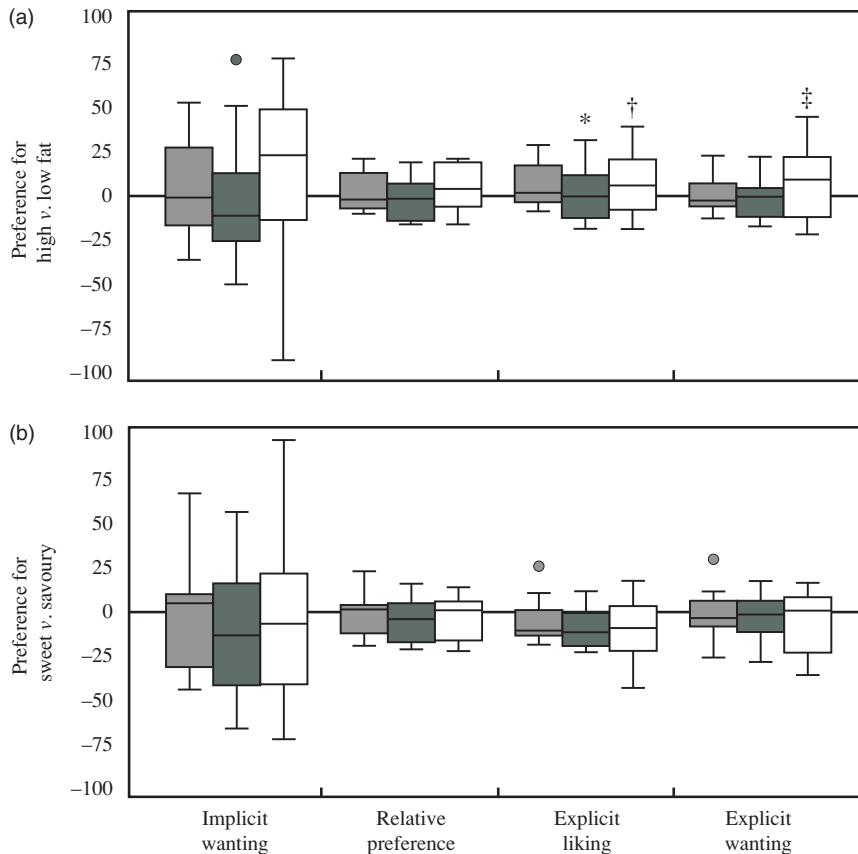 (a)
100
75
50
25
0
–25
–50
–75
–100
Preference for
high v. low fat
*
†
‡
(b)
100
75
50
25
0
–25
–50
–75
–100
Preference for
sweet v. savoury
Implicit
wanting
Relative
preference
Explicit
liking
Explicit
wanting